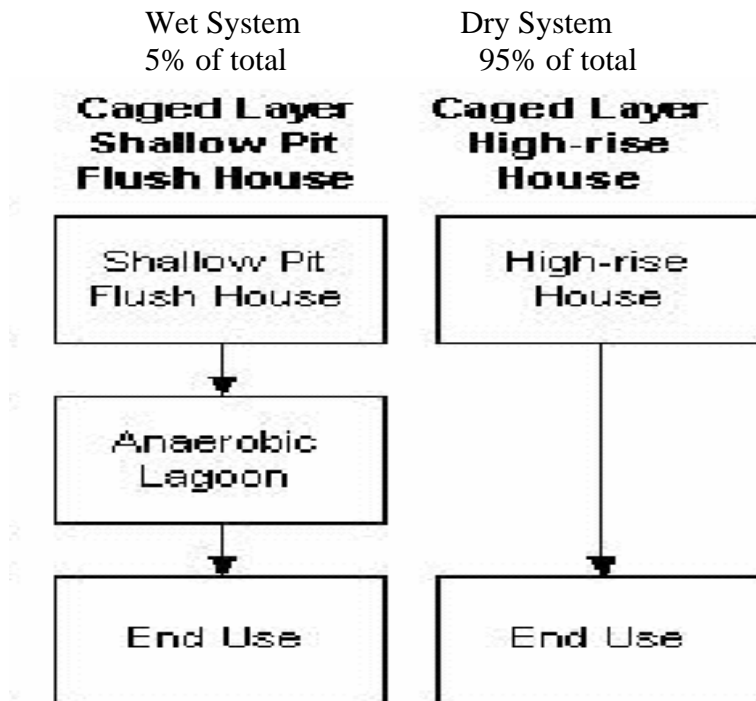 Wet System
5% of total
Caged Layer
Shallow Pit
Flush House
Shallow Pit
Flush House
Anaerobic
Lagoon
End Use
Dry System
95% of total
Caged Layer
High-rise
House
High-rise
House
End Use